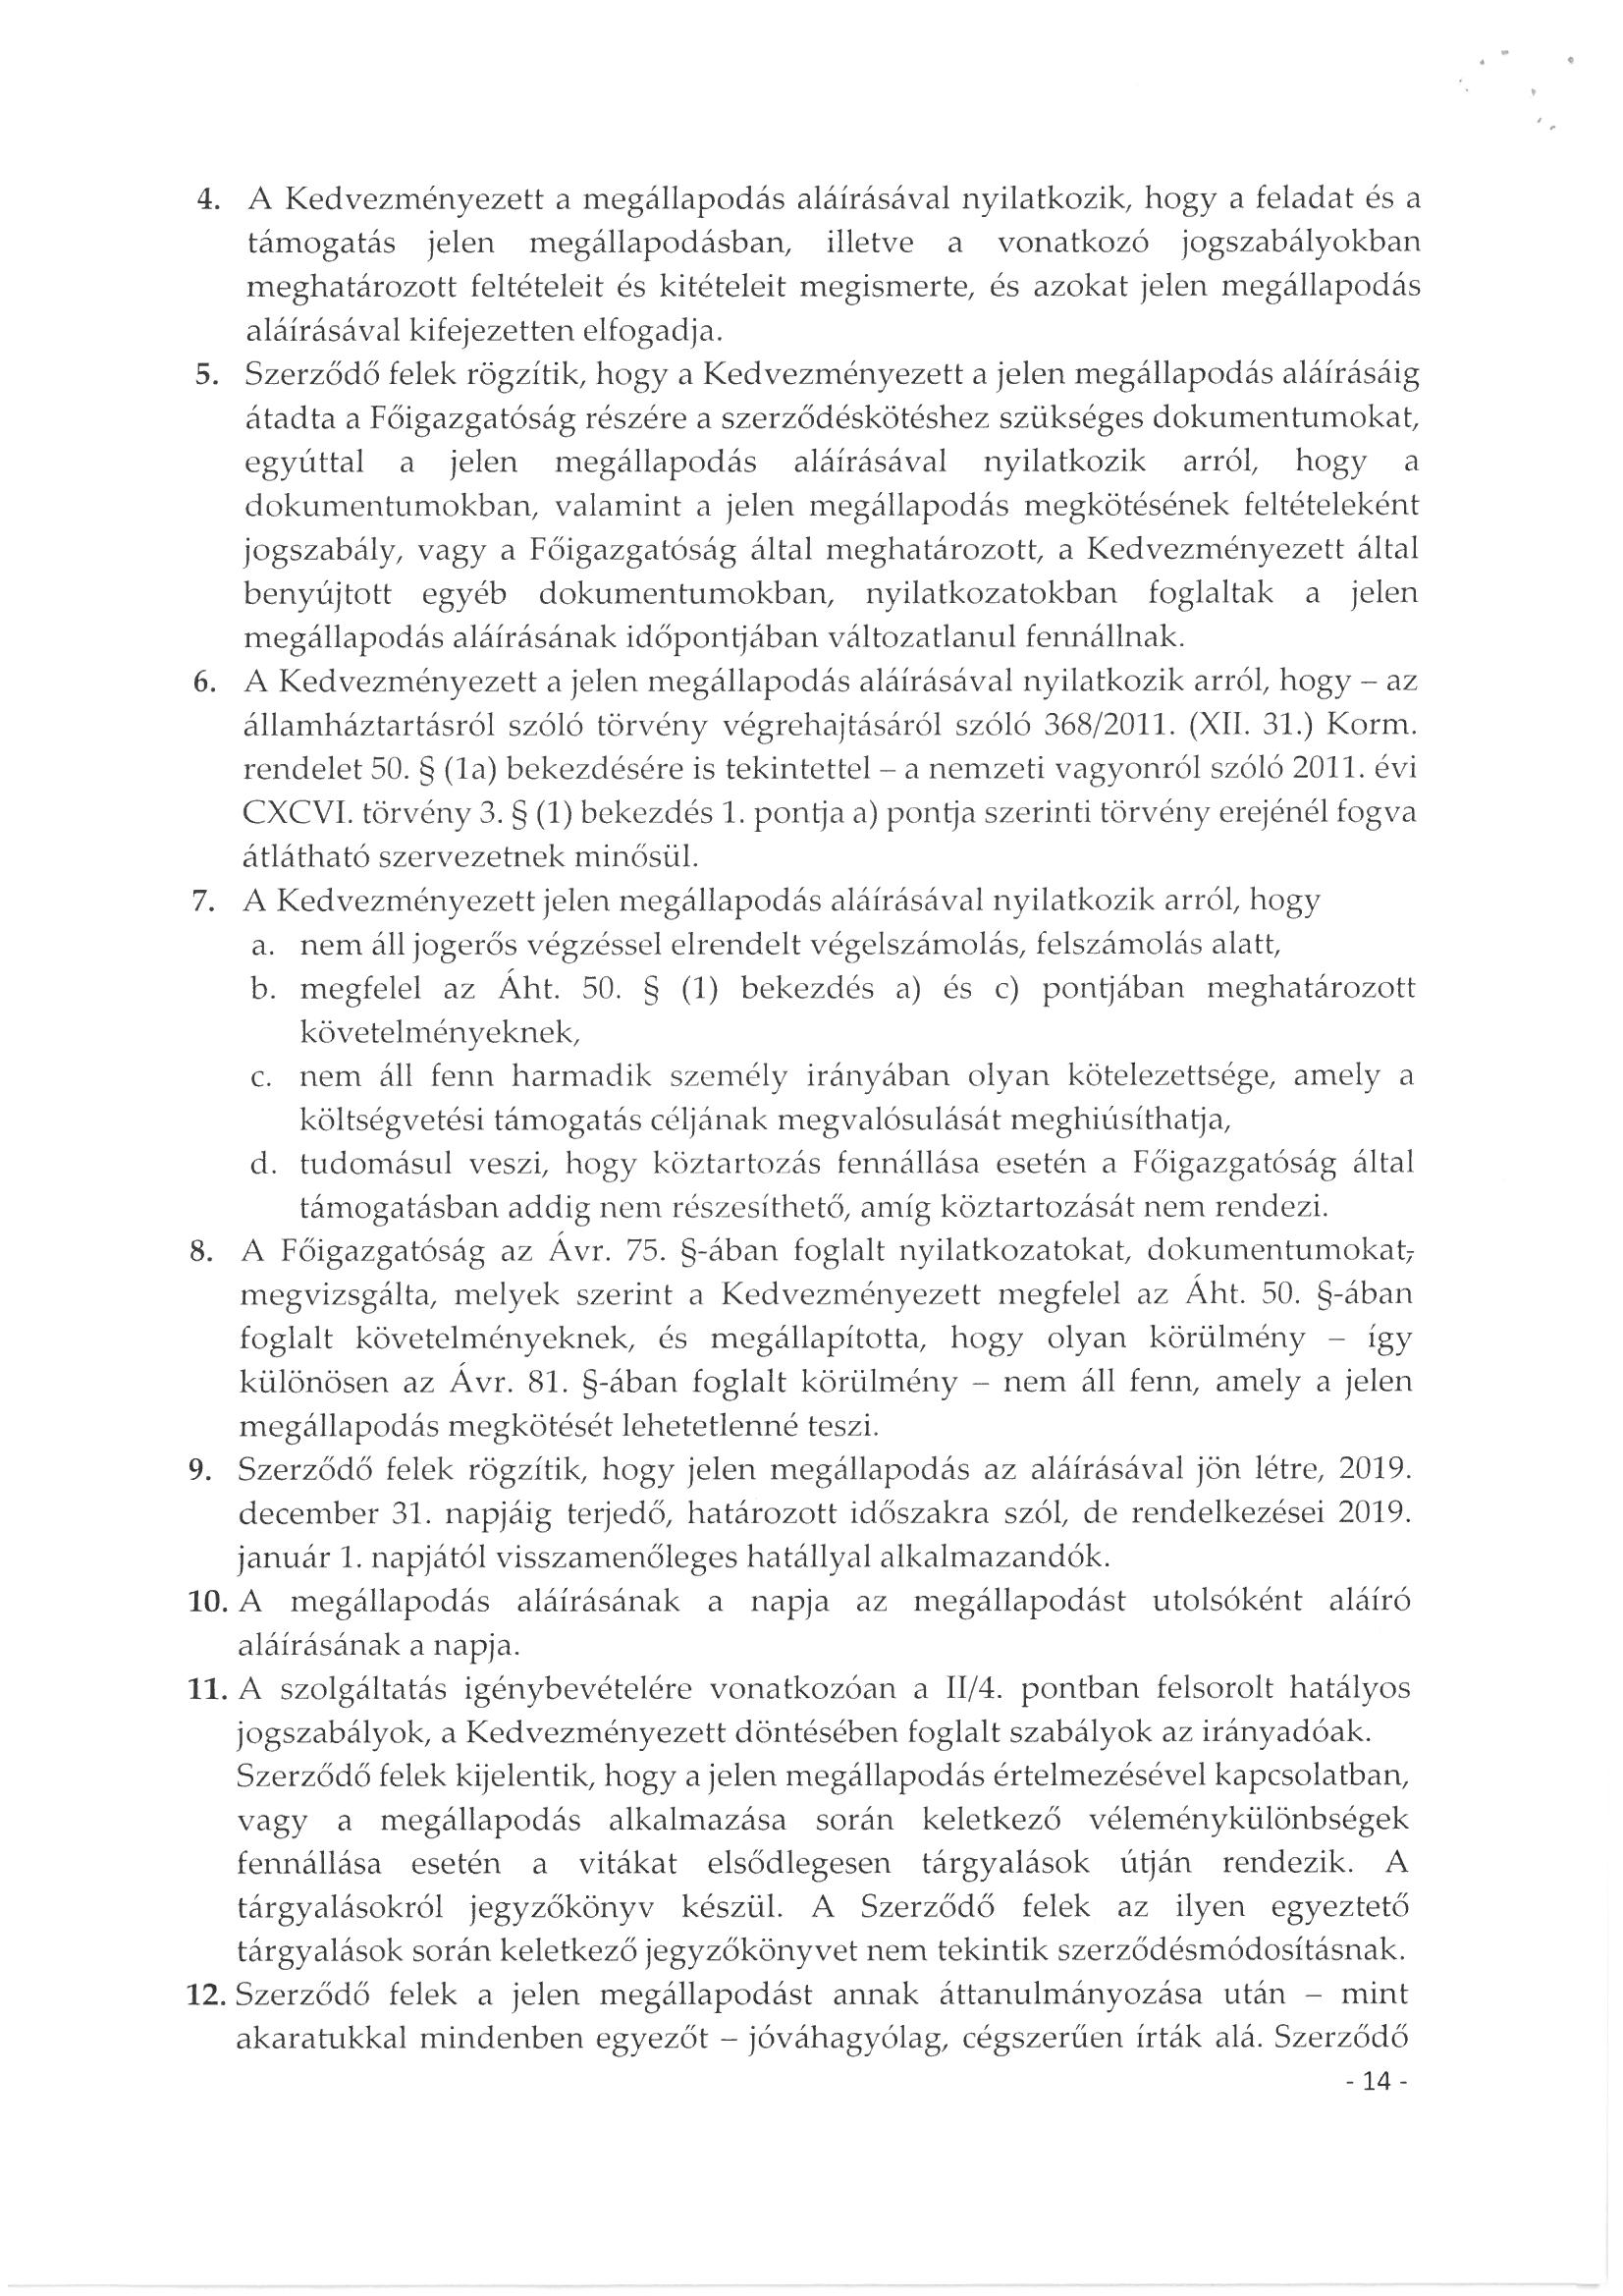 4. A Kedvezményezett a megállapodás aláírásával nyilatkozik, hogy a feladat és a
támogatás jelen megállapodásban, illetve a vonatkozó jogszabályokban
meghatározott feltételeit és kitételeit megismerte, és azokat jelen megállapodás
aláírásával kifejezetten elfogadja.
5. Szerződő felek rögzítik, hogy a Kedvezményezett a jelen megállapodás aláírásáig
átadta a Főigazgatóság részére a szerződéskötéshez szükséges dokumentumokat,
egyúttal a jelen megállapodás aláírásával nyilatkozik arról, hogy a
dokumentumokban, valamint a jelen megállapodás megkötésének feltételeként
jogszabály, vagy a Főigazgatóság által meghatározott, a Kedvezményezett által
benyújtott egyéb dokumentumokban, nyilatkozatokban foglaltak a jelen
megállapodás aláírásának időpontjában változatlanul fennállnak.
6. A Kedvezményezett a jelen megállapodás aláírásával nyilatkozik arról, hogy – az
államháztartásról szóló törvény végrehajtásáról szóló 368/2011. (XII. 31.) Korm.
rendelet 50. § (1a) bekezdésére is tekintettel – a nemzeti vagyonról szóló 2011. évi
CXCVI. törvény 3. § (1) bekezdés 1. pontja a) pontja szerinti törvény erejénél fogva
átlátható szervezetnek minősül.
7. A Kedvezményezett jelen megállapodás aláírásával nyilatkozik arról, hogy
a. nem áll jogerős végzéssel elrendelt végelszámolás, felszámolás alatt,
b. megfelel az Áht. 50. § (1) bekezdés a) és c) pontjában meghatározott
követelményeknek,
c. nem áll fenn harmadik személy irányában olyan kötelezettsége, amely a
költségvetési támogatás céljának megvalósulását meghiúsíthatja,
d. tudomásul veszi, hogy köztartozás fennállása esetén a Főigazgatóság által
támogatásban addig nem részesíthető, amíg köztartozását nem rendezi.
8. A Főigazgatóság az Ávr. 75. §-ában foglalt nyilatkozatokat, dokumentumokat,
megvizsgálta, melyek szerint a Kedvezményezett megfelel az Áht. 50. §-ában
foglalt követelményeknek, és megállapította, hogy olyan körülmény – így
különösen az Ávr. 81. §-ában foglalt körülmény – nem áll fenn, amely a jelen
megállapodás megkötését lehetetlenné teszi.
9. Szerződő felek rögzítik, hogy jelen megállapodás az aláírásával jön létre, 2019.
december 31. napjáig terjedő, határozott időszakra szól, de rendelkezései 2019.
január 1. napjától visszamenőleges hatállyal alkalmazandók.
10. A megállapodás aláírásának a napja az megállapodást utolsóként aláíró
aláírásának a napja.
11. A szolgáltatás igénybevételére vonatkozóan a II/4. pontban felsorolt hatályos
jogszabályok, a Kedvezményezett döntésében foglalt szabályok az irányadóak.
Szerződő felek kijelentik, hogy a jelen megállapodás értelmezésével kapcsolatban,
vagy a megállapodás alkalmazása során keletkező véleménykülönbségek
fennállása esetén a vitákat elsődlegesen tárgyalások útján rendezik. A
tárgyalásokról jegyzőkönyv készül. A Szerződő felek az ilyen egyeztető
tárgyalások során keletkező jegyzőkönyvet nem tekintik szerződésmódosításnak.
12. Szerződő felek a jelen megállapodást annak áttanulmányozása után – mint
akaratukkal mindenben egyezőt – jóváhagyólag, cégszerűen írták alá. Szerződő
- 14 -